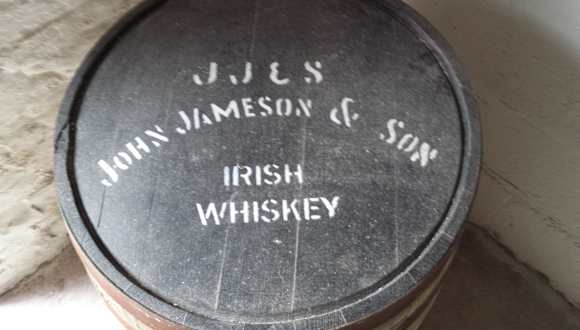 JJ & S
JOHN JAMESON & SON
IRISH
WHISKEY